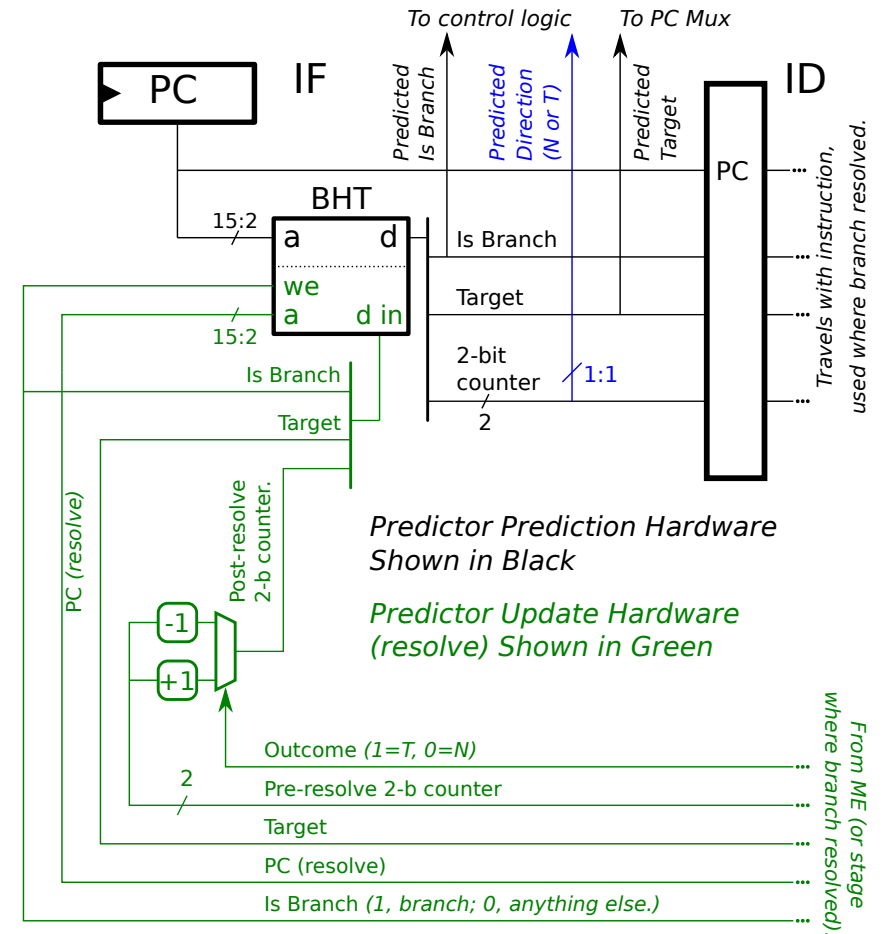 To control logic
To PC Mux
PC
IF
Predicted
Is Branch
Predicted
Direction
(N or T)
Predicted
Target
ID
PC
BHT
15:2
a
d
we
a
d in
15:2
Is Branch
Target
2-bit
counter
2
1:1
Travels with instruction,
used where branch resolved.
Is Branch
Target
PC (resolve)
Post-resolve
2-b counter.
Predictor Prediction Hardware
Shown in Black
Predictor Update Hardware
(resolve) Shown in Green
-1
+1
Outcome (1=T, 0=N)
2
Pre-resolve 2-b counter
Target
PC (resolve)
Is Branch (1, branch; 0, anything else.)
From ME (or stage
where branch resolved).